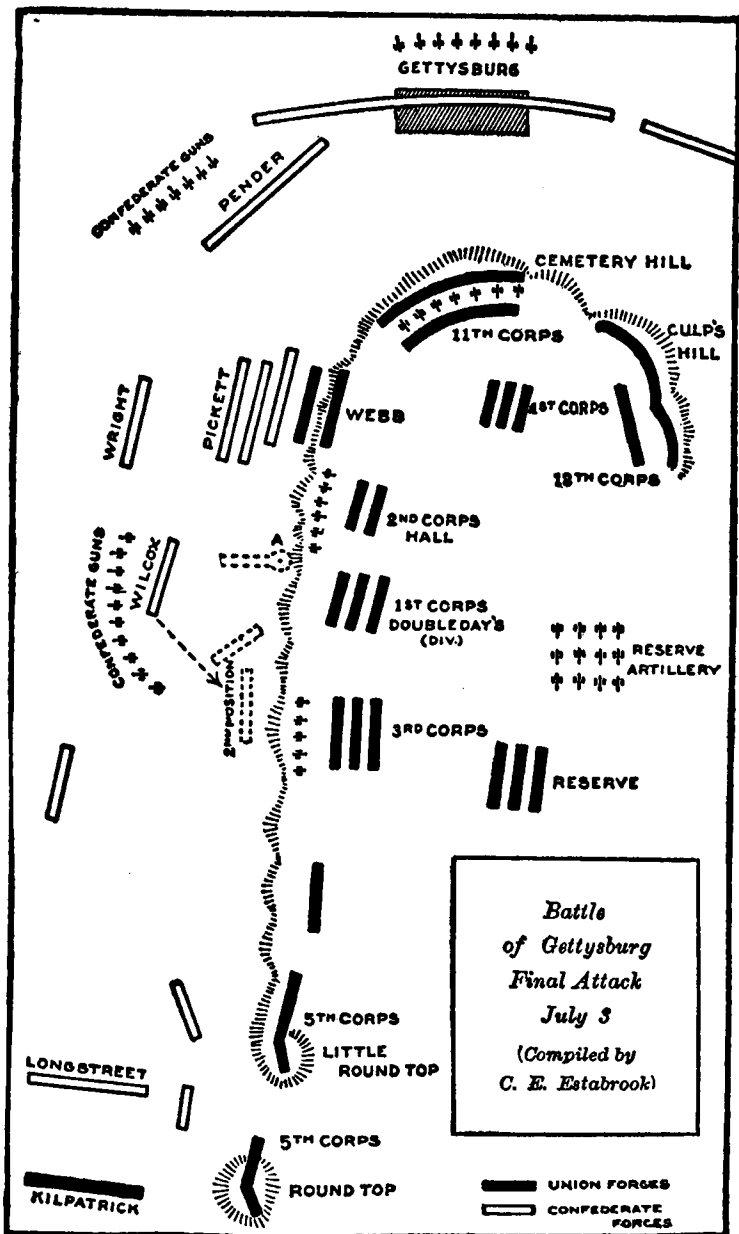 GETTYSBURG
CONFEDERATE GUNS
PENDER
CEMETERY HILL
11TH CORPS
CULP'S
HILL
WRIGHT
PICKETT
WEBB
1ST CORPS
12TH CORPS
2ND CORPS
HALL
A
CONFEDERATE GUNS
WILCOX
1ST CORPS
DOUBLEDAY'S
(DIV.)
RESERVE
ARTILLERY
2ND POSITION
3RD CORPS
RESERVE
Battle
of Gettysburg
Final Attack
July 3
(Compiled by
C. E. Estabrook)
5TH CORPS
LITTLE
ROUND TOP
LONGSTREET
5TH CORPS
ROUND TOP
KILPATRICK
UNION FORGES
CONFEDERATE
FORGES